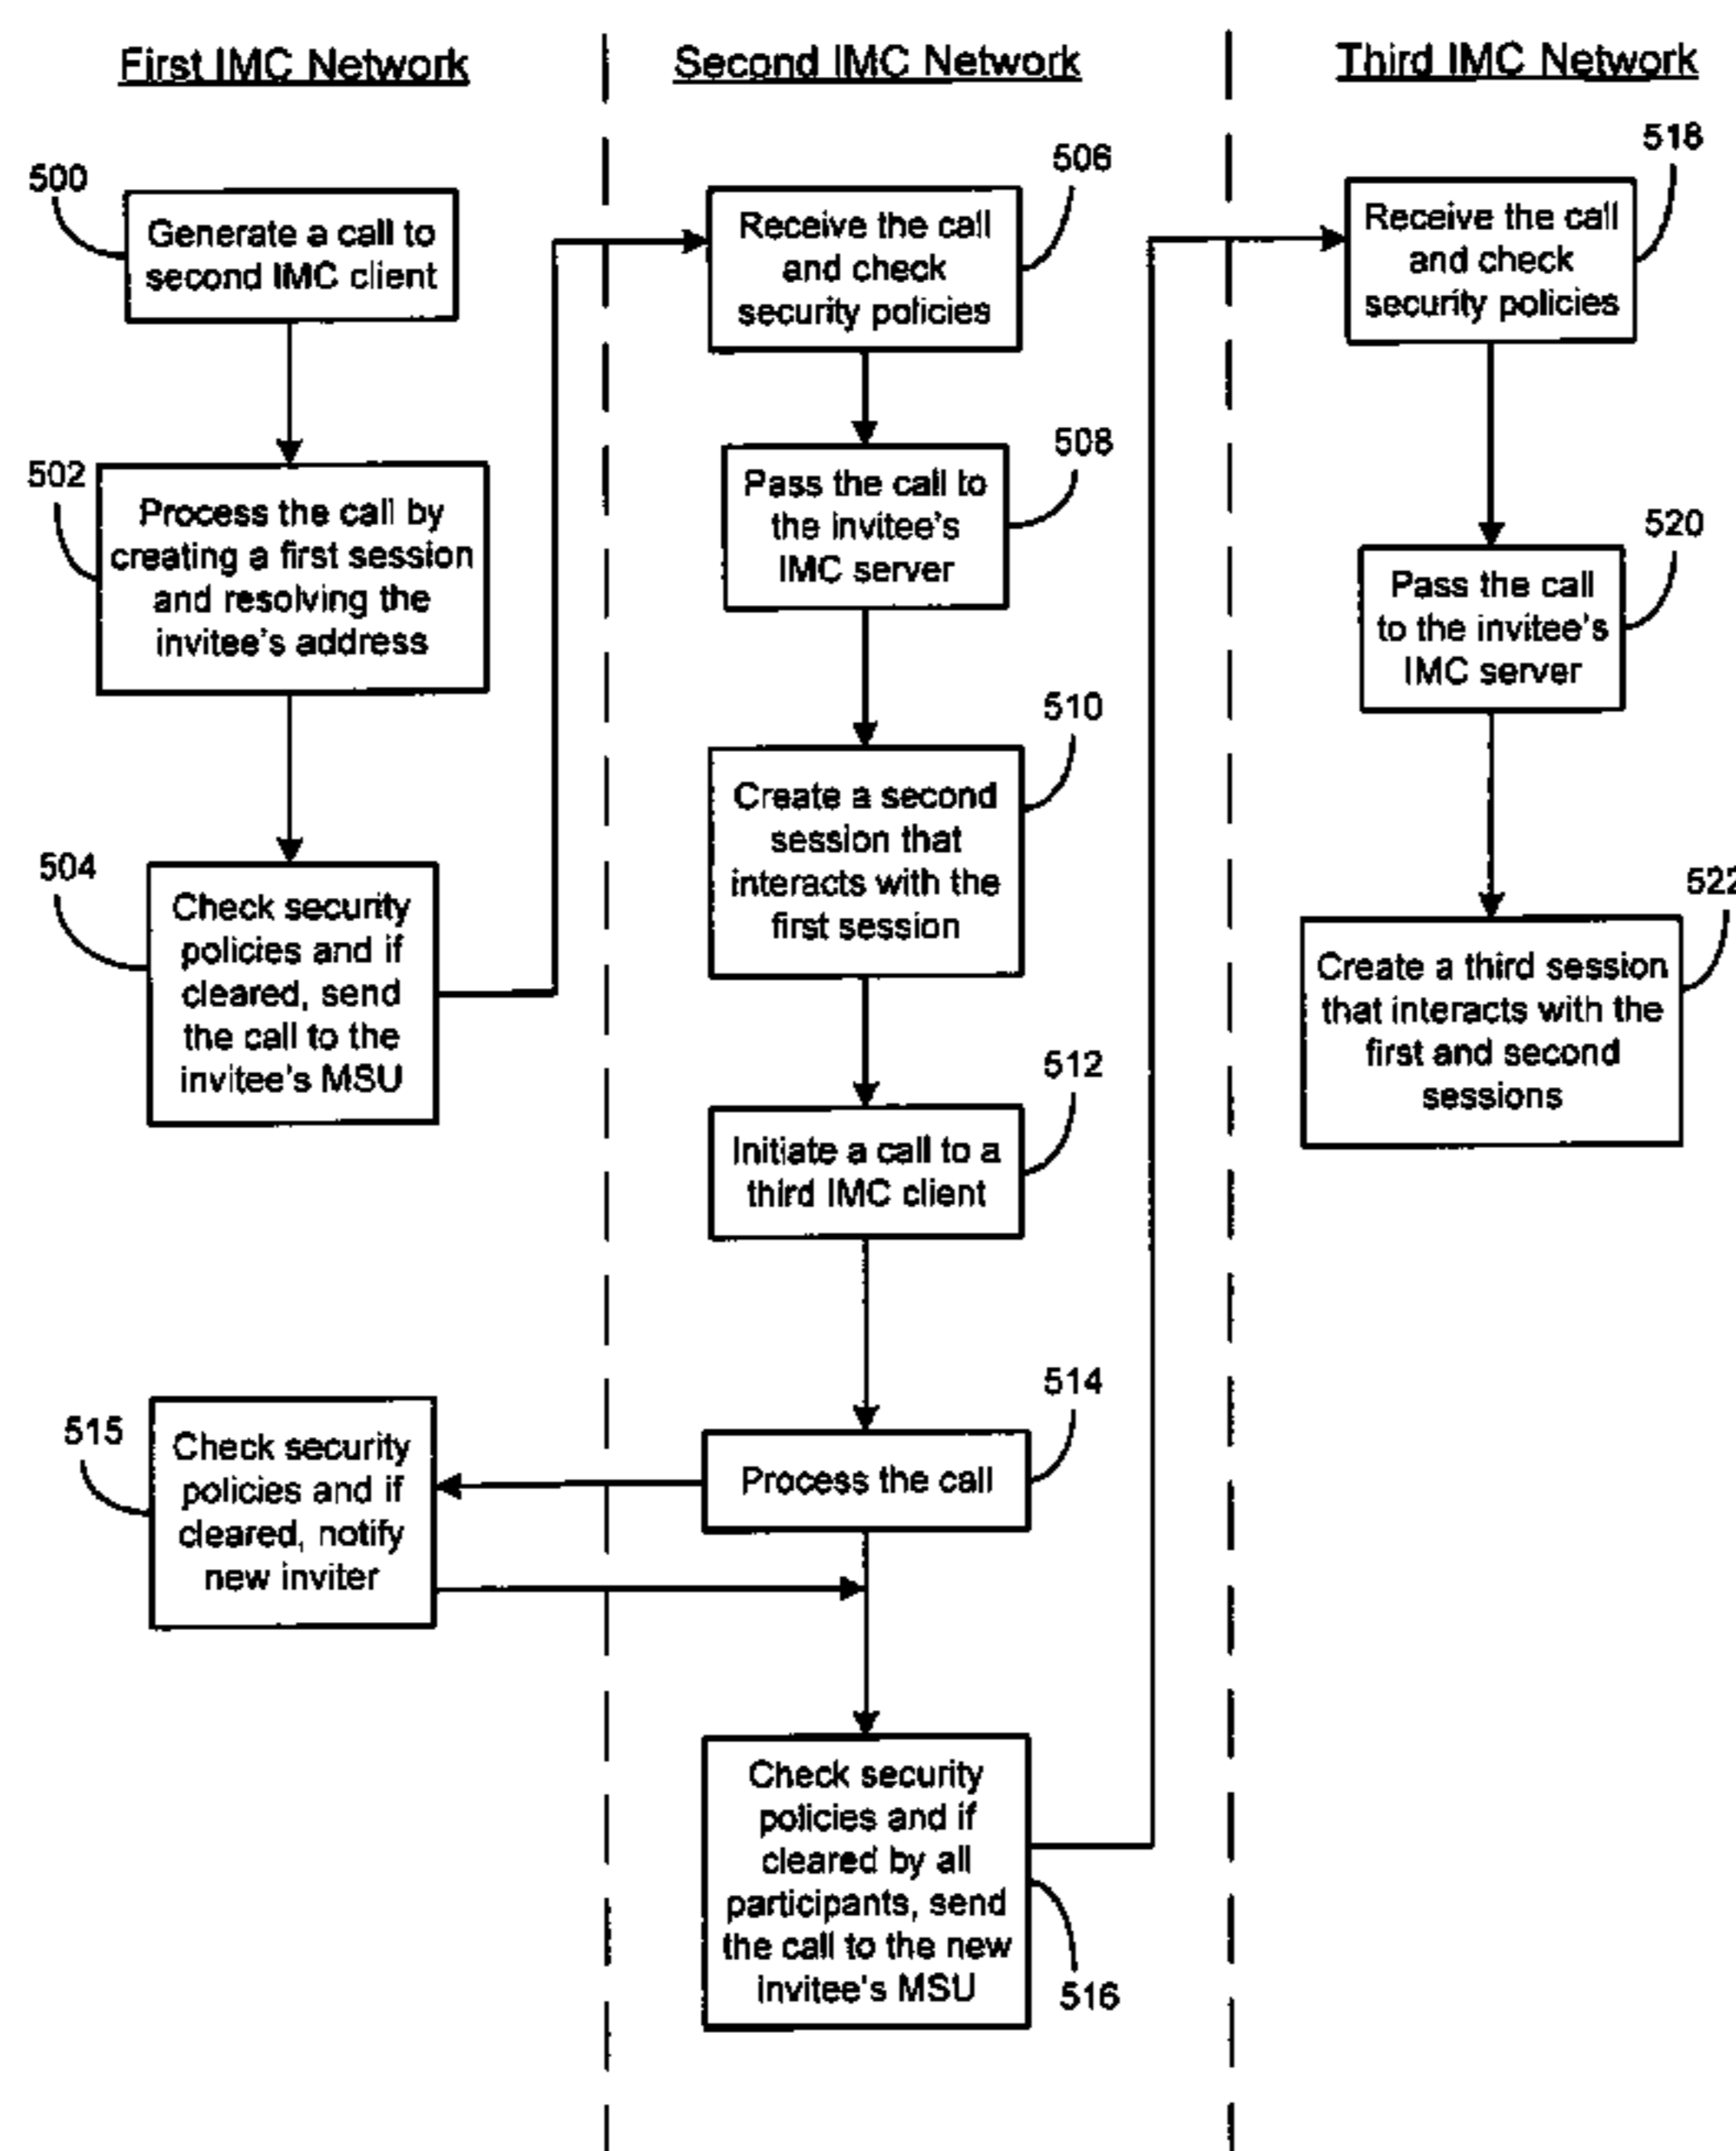 First IMC Network
500
Generate a call to
second IMC client
502
Process the call by
creating a first session
and resolving the
invitee's address
504
Check security
policies and if
cleared, send
the call to the
invitee's MSU
515
Check security
policies and if
cleared, notify
new inviter
Second IMC Network
506
Receive the call
and check
security policies
508
Pass the call to
the invitee's
IMC server
510
Create a second
session that
interacts with the
first session
512
Initiate a call to a
third IMC client
514
Process the call
Check security
policies and if
cleared by all
participants, send
the call to the new
invitee's MSU
516
Third IMC Network
518
Receive the call
and check
security policies
520
Pass the call
to the invitee's
IMC server
522
Create a third session
that interacts with the
first and second
sessions